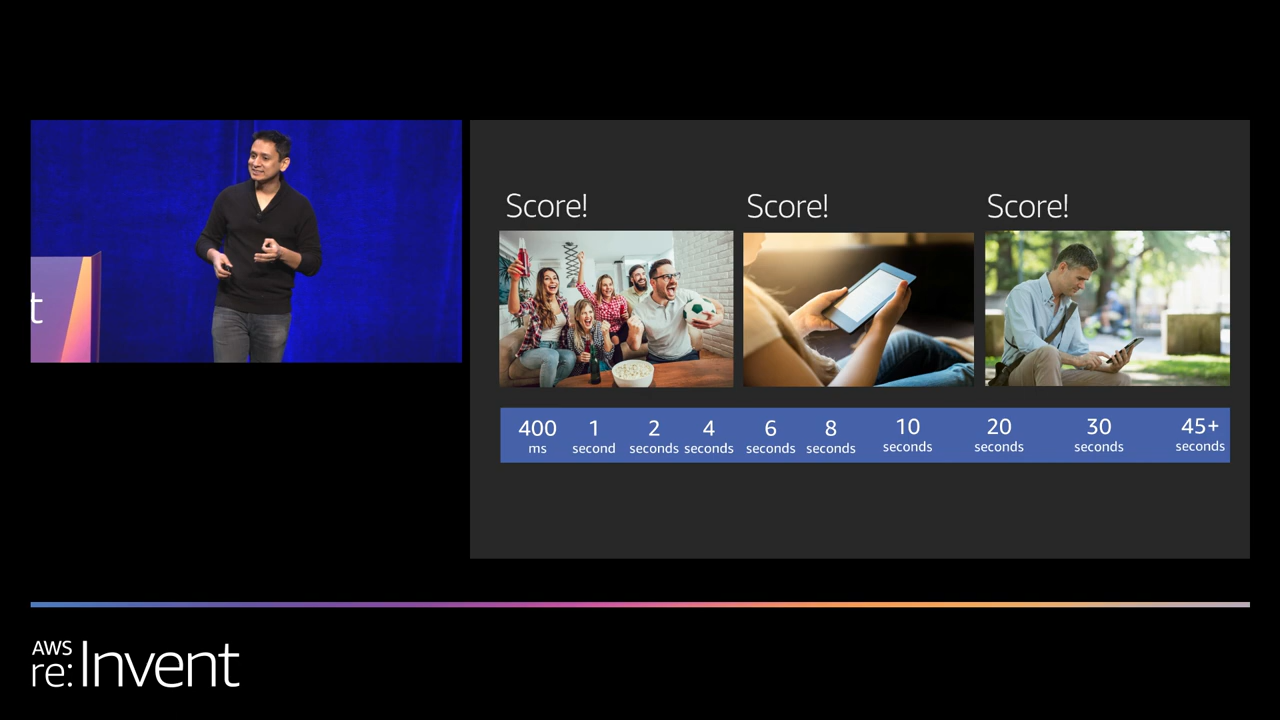 t
Score!
Score!
Score!
400 ms
1 second
2 seconds
4 seconds
6 seconds
8 seconds
10 seconds
20 seconds
30 seconds
45+ seconds
AWS
re:Invent